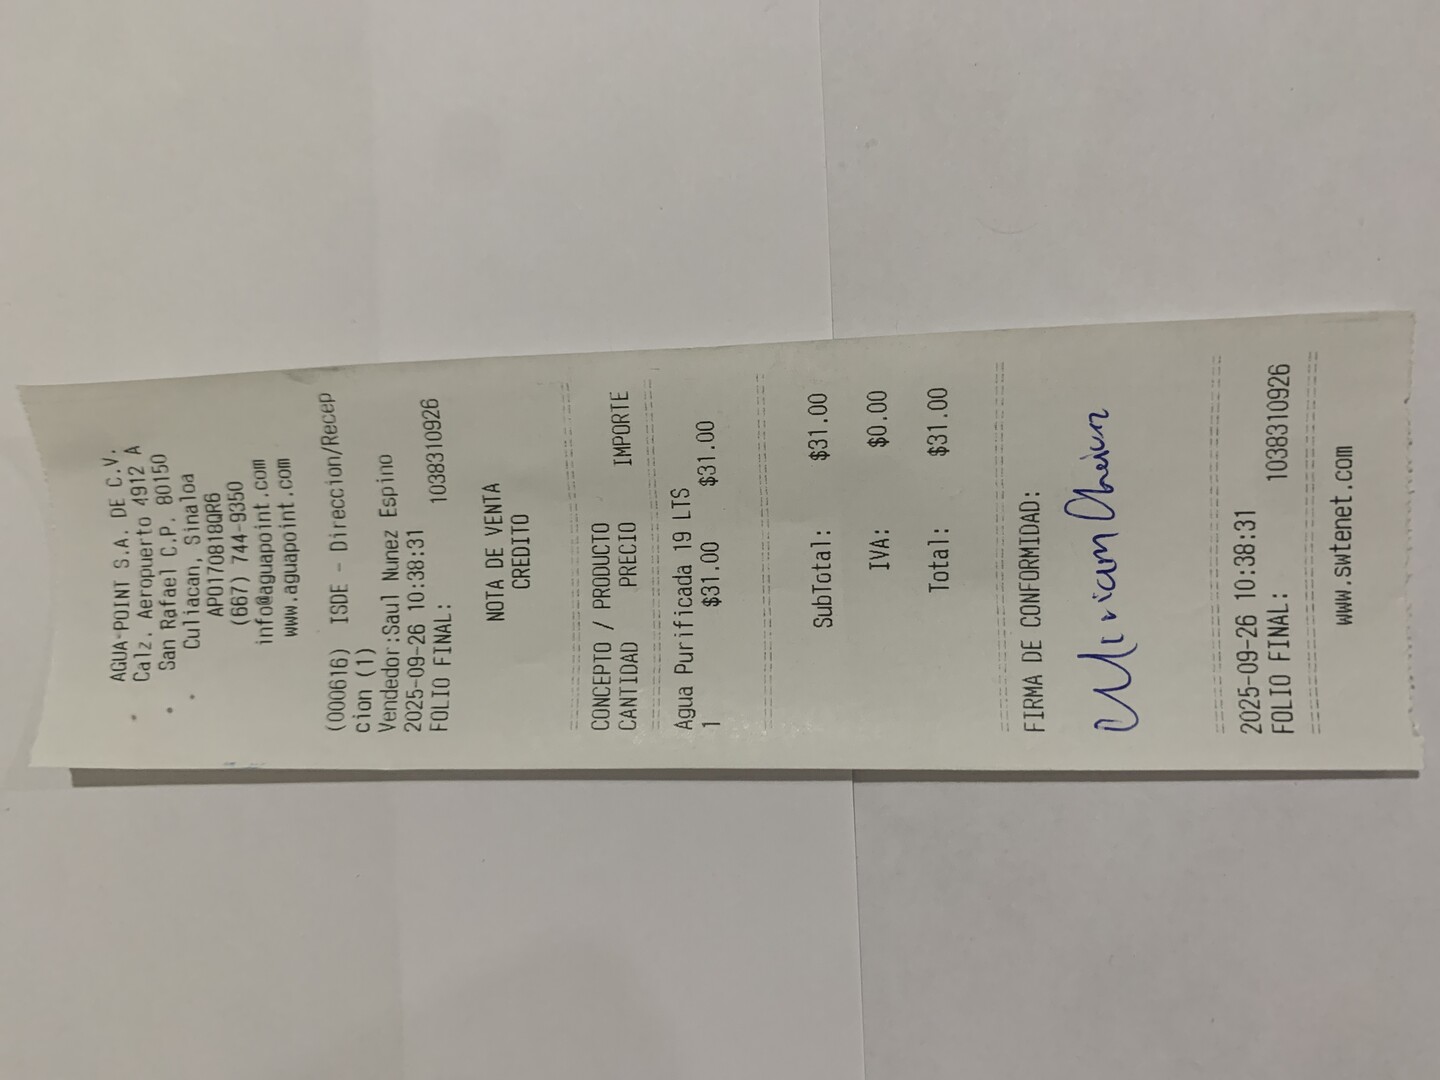 AGUA-POINT S.A. DE C.V.
Calz. Aeropuerto 4912 A
San Rafael C.P. 80150
Culiacan, Sinaloa
APO170818QR6
(667) 744-9350
info@aguapoint.com
www.aguapoint.com
(000616) ISDE - Direccion/Recep
cion (1)
Vendedor:Saul Nunez Espino
2025-09-26 10:38:31
FOLIO FINAL: 1038310926
NOTA DE VENTA
CREDITO
CONCEPTO / PRODUCTO
CANTIDAD PRECIO IMPORTE
Agua Purificada 19 LTS
1 $31.00 $31.00
SubTotal: $31.00
IVA: $0.00
Total: $31.00
FIRMA DE CONFORMIDAD:
Miriam
2025-09-26 10:38:31
FOLIO FINAL: 1038310926
www.swtenet.com